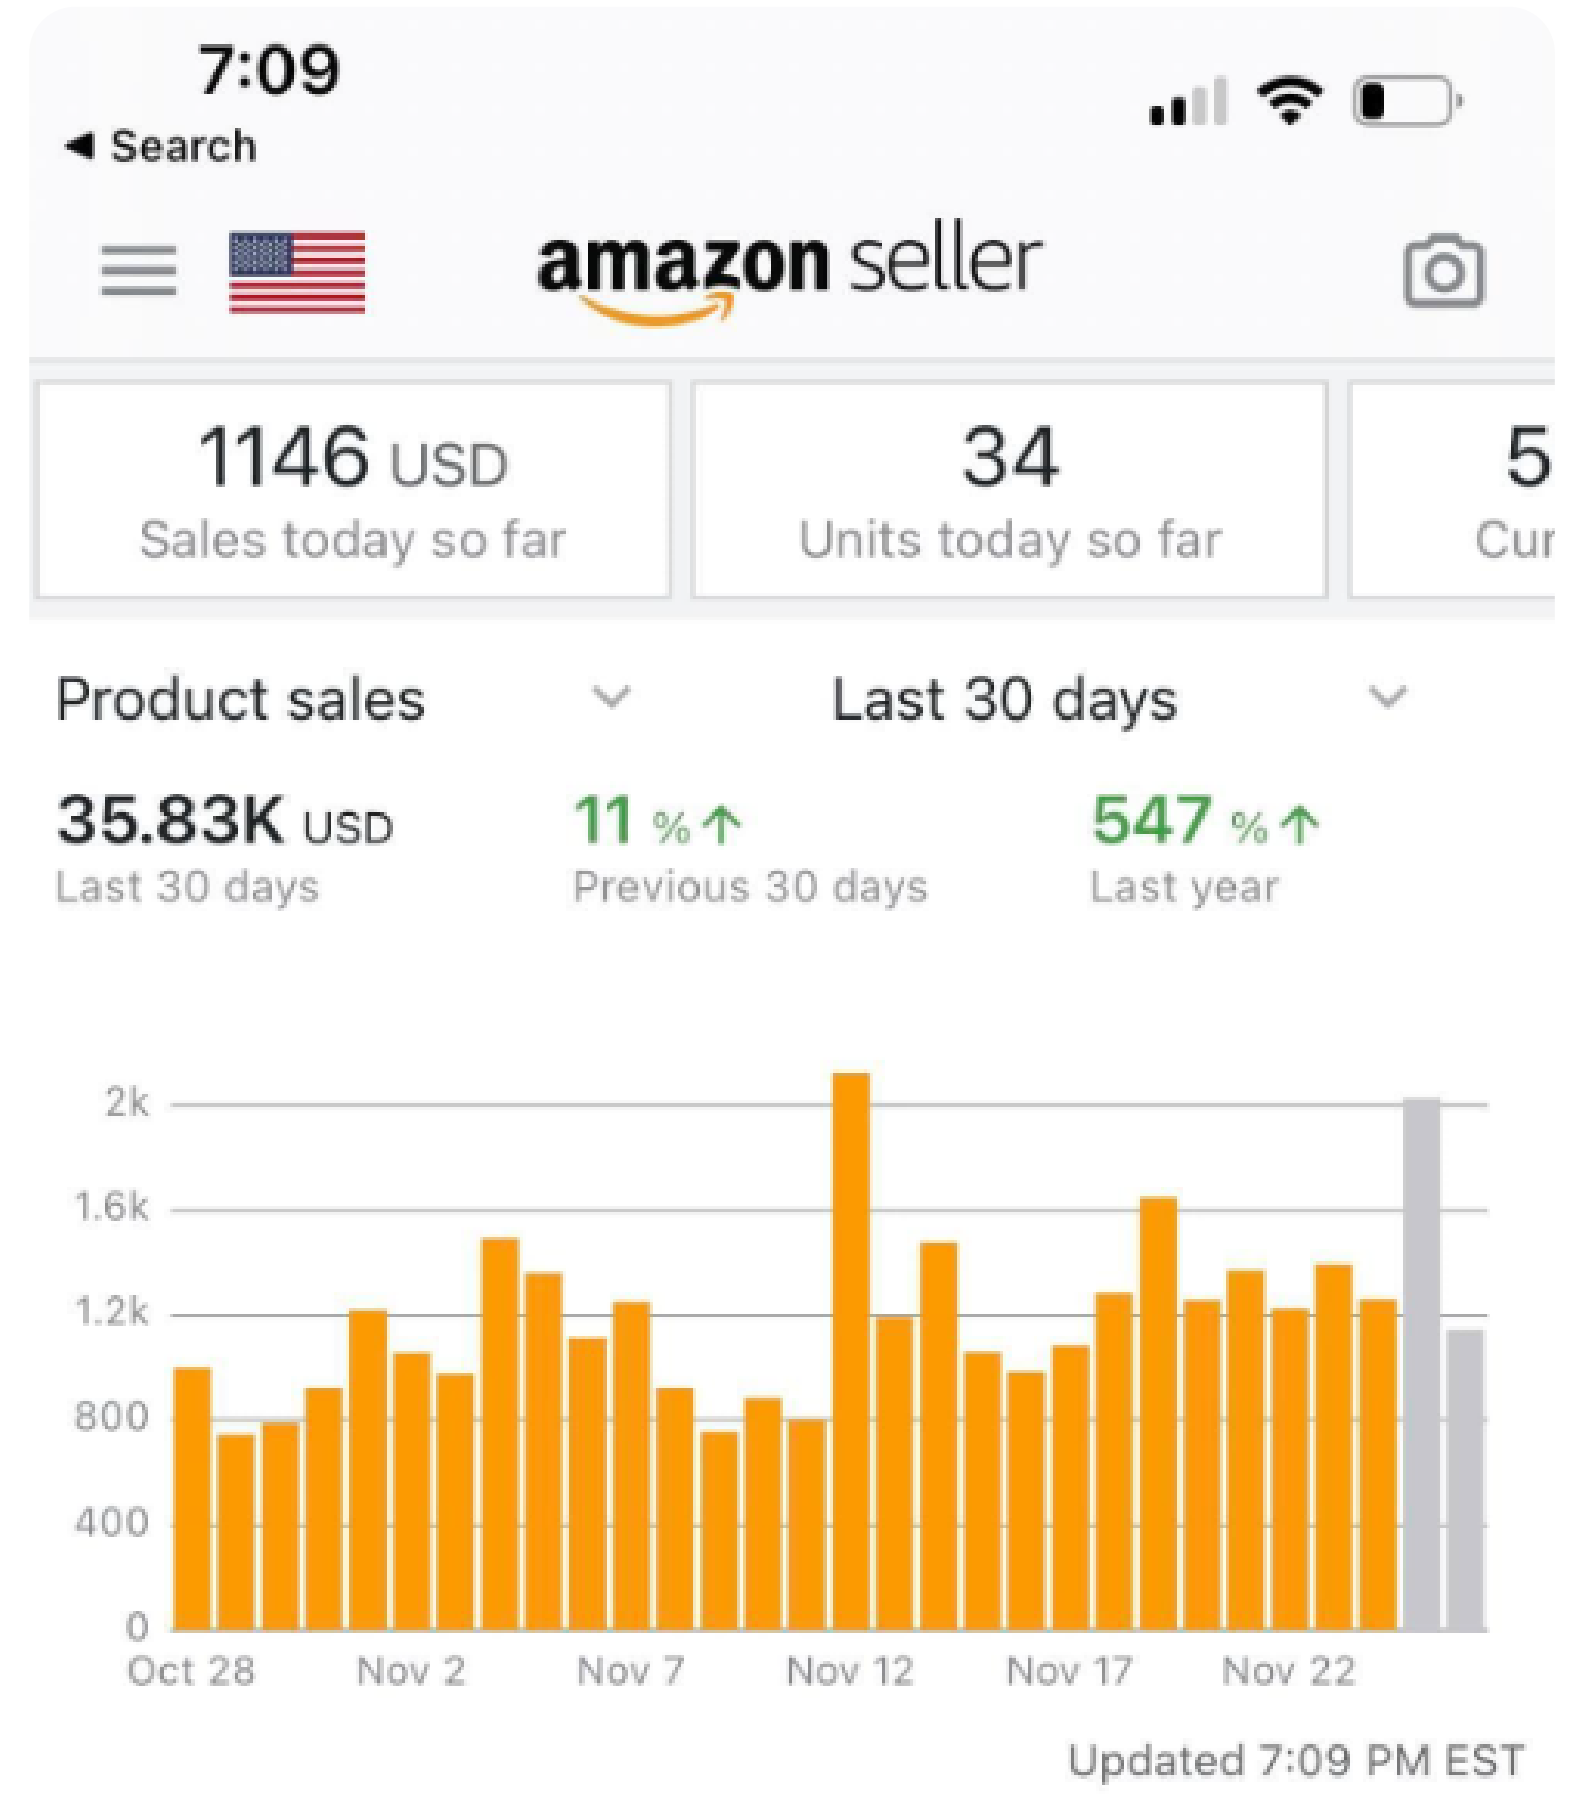 7:09
◀ Search
amazon seller
1146 USD
Sales today so far
34
Units today so far
5
Cur
Product sales
Last 30 days
35.83K USD
Last 30 days
11 % ↑
Previous 30 days
547 % ↑
Last year
2k
1.6k
1.2k
800
400
0
Oct 28 Nov 2 Nov 7 Nov 12 Nov 17 Nov 22
Updated 7:09 PM EST